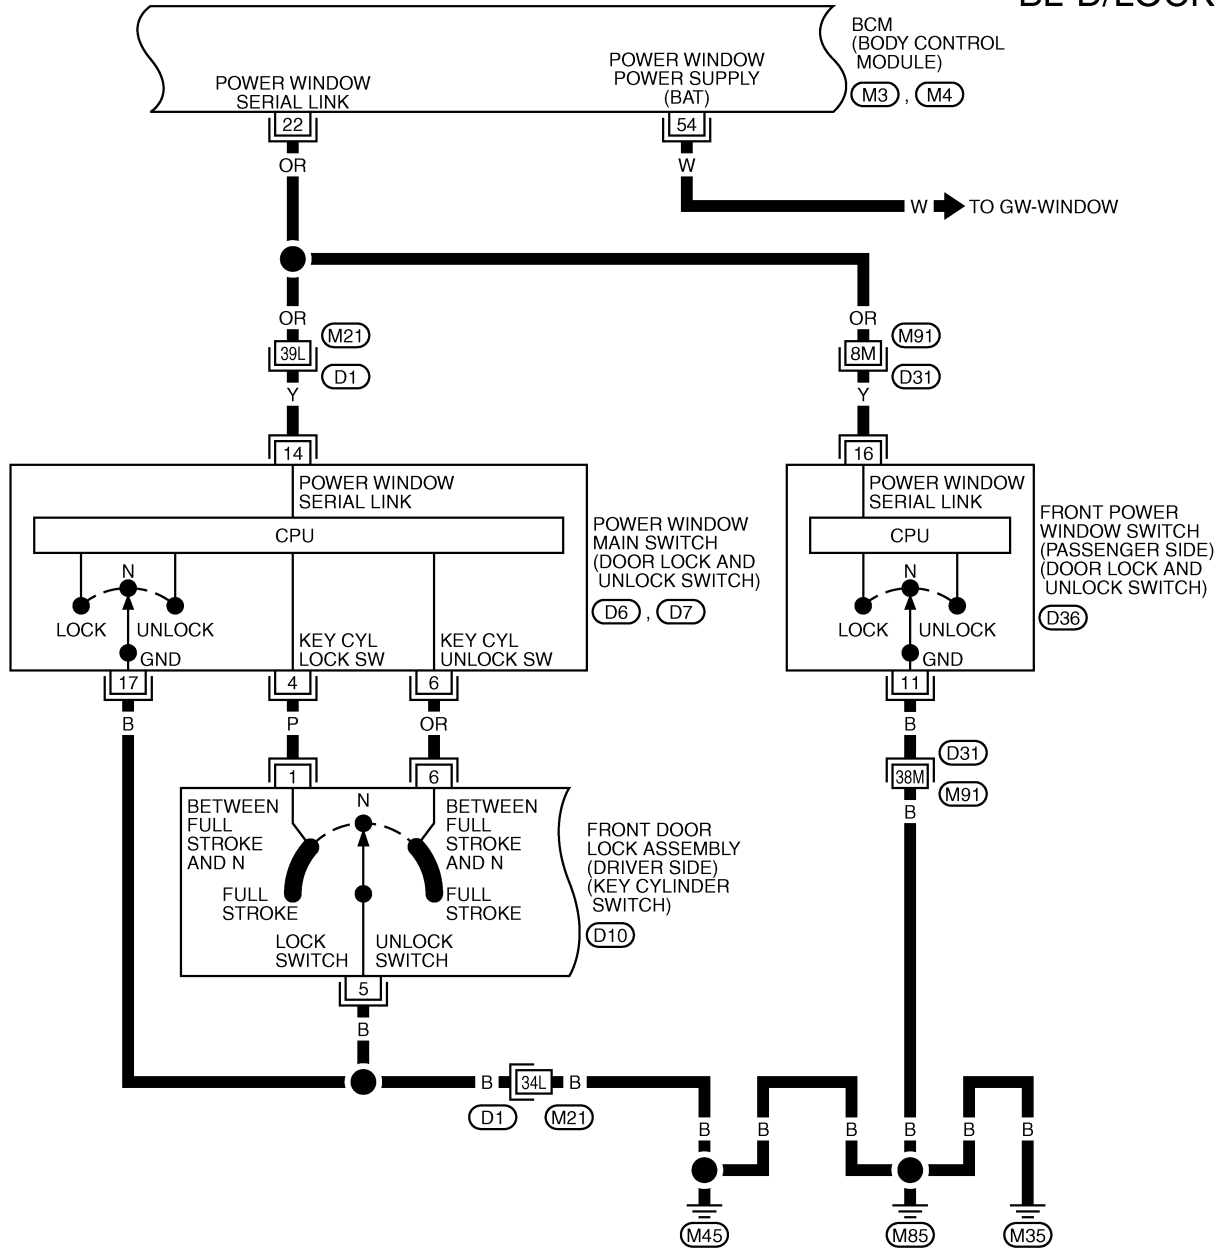 BL-D/LOCK
BCM
(BODY CONTROL
MODULE)
M3 , M4
POWER WINDOW
SERIAL LINK
POWER WINDOW
POWER SUPPLY
(BAT)
22
54
OR
W
W
TO GW-WINDOW
OR
M21
39L
D1
Y
OR
M91
8M
D31
Y
14
POWER WINDOW
SERIAL LINK
CPU
N
LOCK
UNLOCK
GND
KEY CYL
LOCK SW
KEY CYL
UNLOCK SW
POWER WINDOW
MAIN SWITCH
(DOOR LOCK AND
UNLOCK SWITCH)
D6 , D7
16
POWER WINDOW
SERIAL LINK
CPU
N
LOCK
UNLOCK
GND
FRONT POWER
WINDOW SWITCH
(PASSENGER SIDE)
(DOOR LOCK AND
UNLOCK SWITCH)
D36
17
4
6
11
B
P
OR
B
D31
38M
M91
B
1
6
BETWEEN
FULL
STROKE
AND N
N
BETWEEN
FULL
STROKE
AND N
FULL
STROKE
FULL
STROKE
LOCK
SWITCH
UNLOCK
SWITCH
FRONT DOOR
LOCK ASSEMBLY
(DRIVER SIDE)
(KEY CYLINDER
SWITCH)
D10
5
B
B
34L
B
D1
M21
B
B
B
B
B
B
M45
M85
M35